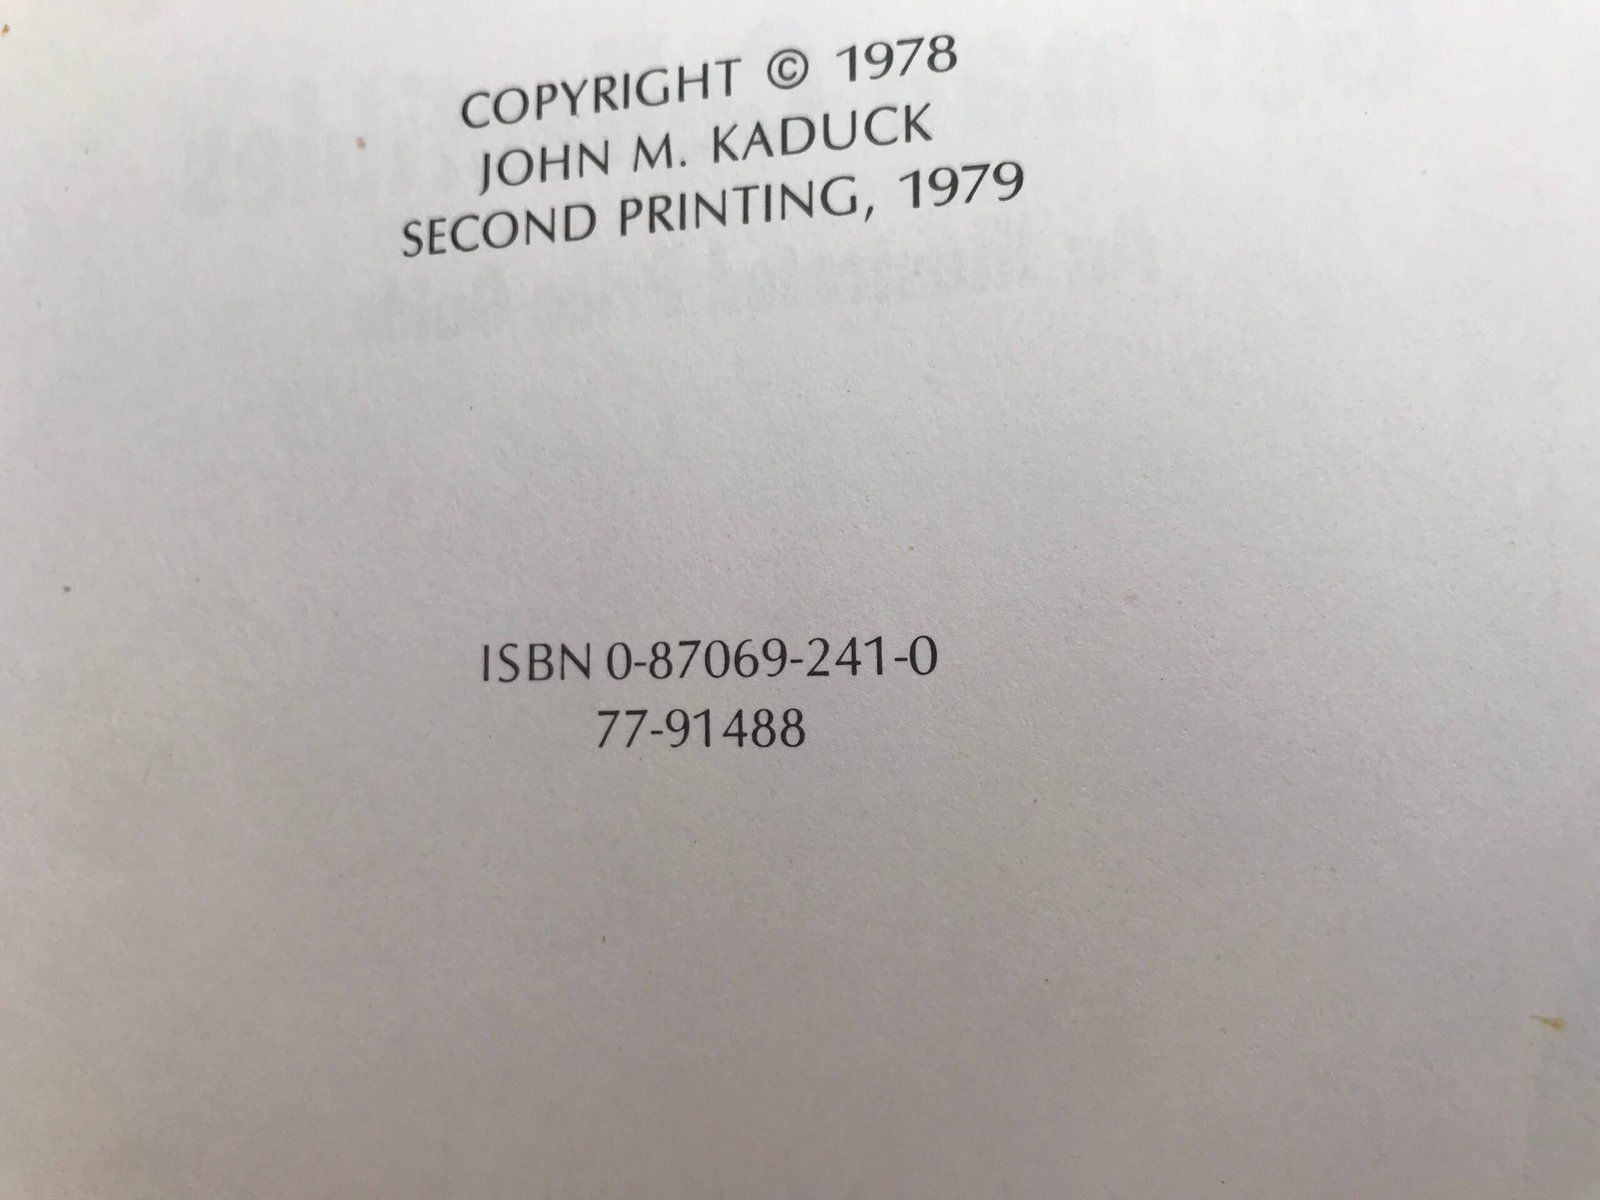 COPYRIGHT © 1978
JOHN M. KADUCK
SECOND PRINTING, 1979
ISBN 0-87069-241-0
77-91488